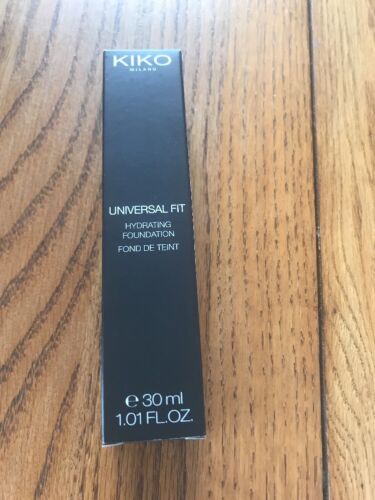 KIKO
MILANO
UNIVERSAL FIT
HYDRATING
FOUNDATION
FOND DE TEINT
℮ 30 ml
1.01 FL.OZ.